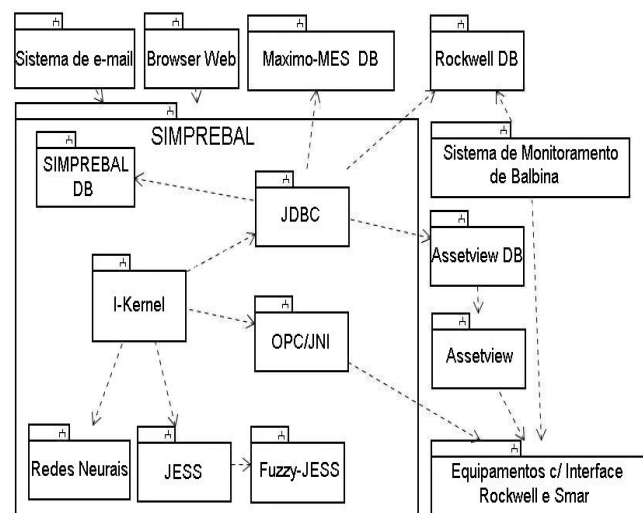 Sistema de e-mail
Browser Web
Maximo-MES DB
Rockwell DB
SIMPREBAL
SIMPREBAL
DB
JDBC
Sistema de Monitoramento
de Balbina
Assetview DB
I-Kernel
OPC/JNI
Assetview
Redes Neurais
JESS
Fuzzy-JESS
Equipamentos c/ Interface
Rockwell e Smar